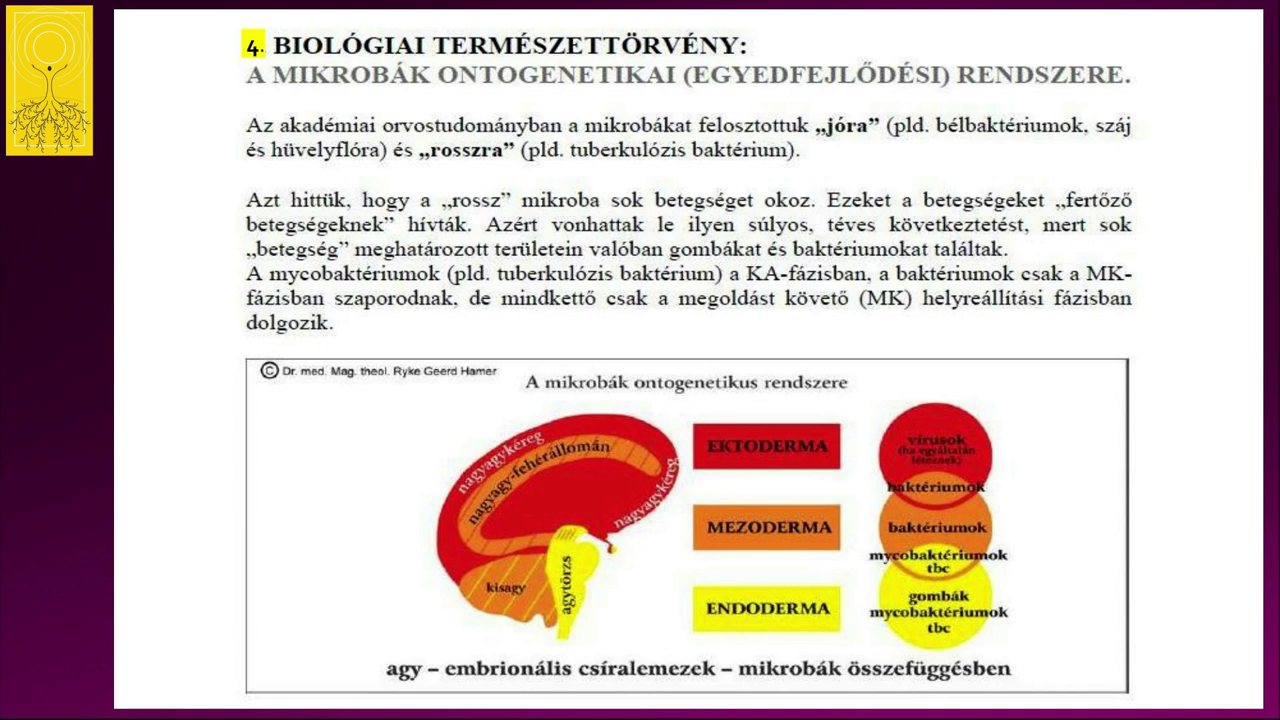 4. BIOLÓGIAI TERMÉSZETTÖRVÉNY:
A MIKROBÁK ONTOGENETIKAI (EGYEDFEJLŐDÉSI) RENDSZERE.
Az akadémiai orvostudományban a mikrobákat felosztottuk „jóra” (pld. bélbaktériumok, száj
és hüvelyflóra) és „rosszra” (pld. tuberkulózis baktérium).
Azt hittük, hogy a „rossz” mikroba sok betegséget okoz. Ezeket a betegségeket „fertőző
betegségeknek” hívták. Azért vonhattak le ilyen súlyos, téves következtetést, mert sok
„betegség” meghatározott területein valóban gombákat és baktériumokat találtak.
A mycobaktériumok (pld. tuberkulózis baktérium) a KA-fázisban, a baktériumok csak a MK-
fázisban szaporodnak, de mindkettő csak a megoldást követő (MK) helyreállítási fázisban
dolgozik.
© Dr. med. Mag. theol. Ryke Geerd Hamer
A mikrobák ontogenetikus rendszere
nagyagykéreg
nagyagy-fehérállomán
nagyagykéreg
kisagy
agytörzs
EKTODERMA
MEZODERMA
ENDODERMA
vírusok
(ha egyáltalán
léteznek)
baktériumok
baktériumok
mycobaktériumok
tbc
gombák
mycobaktériumok
tbc
agy – embrionális csíralemezek – mikrobák összefüggésben